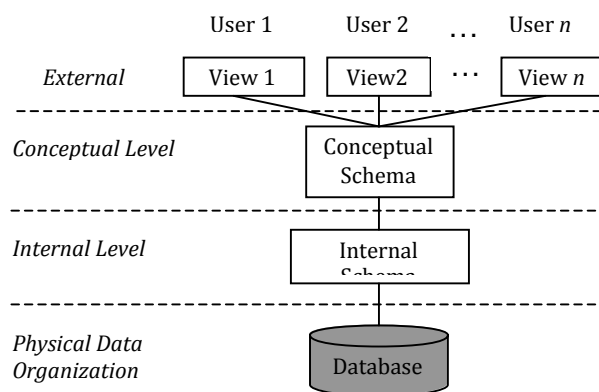 User 1 User 2 ... User n
External View 1 View2 ... View n
Conceptual Level Conceptual
Schema
Internal Level Internal
Schema
Physical Data
Organization Database